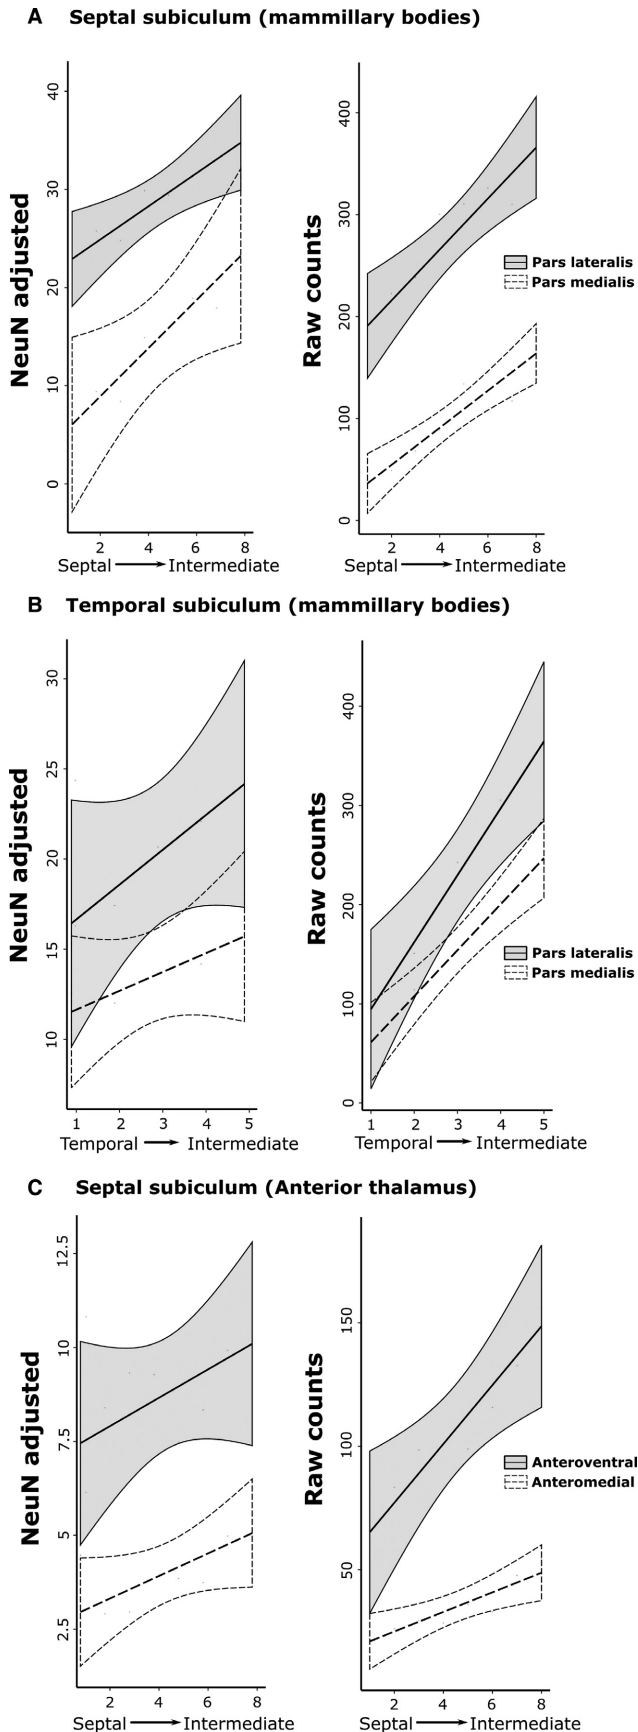 A Septal subiculum (mammillary bodies)
NeuN adjusted
40
30
20
10
0
2 4 6 8
Septal Intermediate
Raw counts
400
300
200
100
0
2 4 6 8
Septal Intermediate
Pars lateralis
Pars medialis
B Temporal subiculum (mammillary bodies)
NeuN adjusted
30
25
20
15
10
1 2 3 4 5
Temporal Intermediate
Raw counts
400
300
200
100
0
1 2 3 4 5
Temporal Intermediate
Pars lateralis
Pars medialis
C Septal subiculum (Anterior thalamus)
NeuN adjusted
12.5
10
7.5
5
2.5
2 4 6 8
Septal Intermediate
Raw counts
150
100
50
2 4 6 8
Septal Intermediate
Anteroventral
Anteromedial